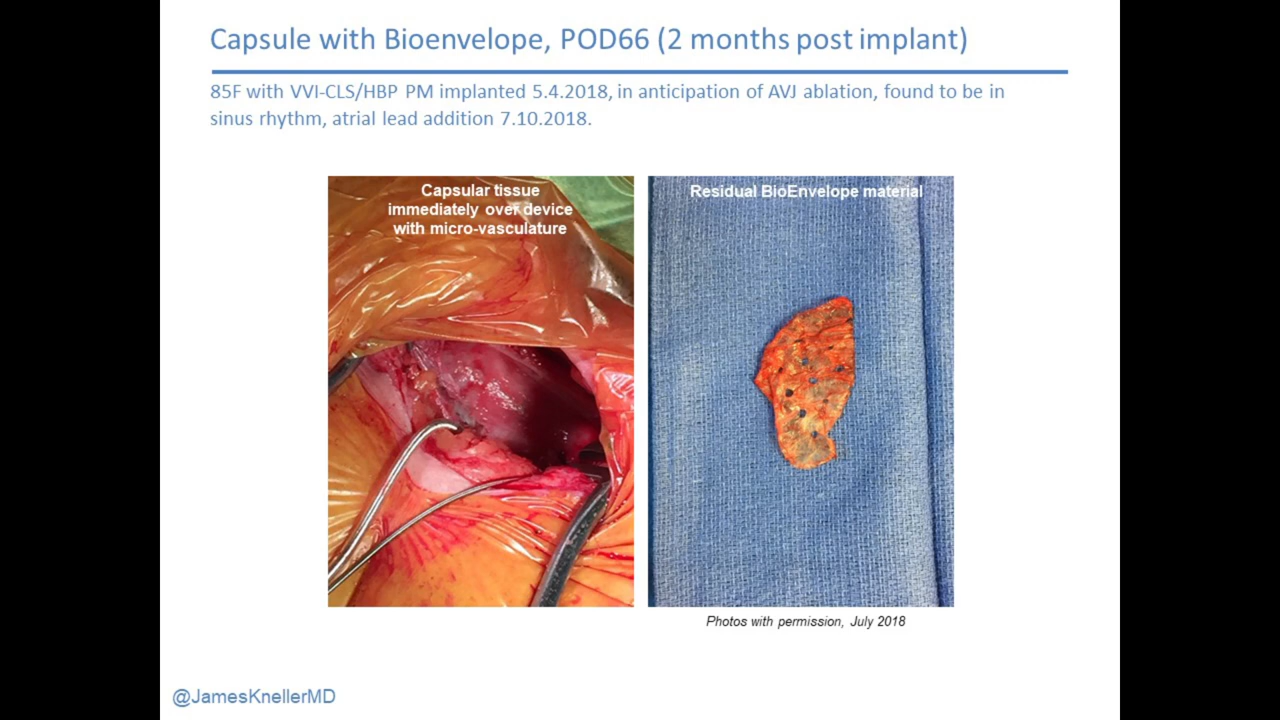 Capsule with Bioenvelope, POD66 (2 months post implant)
85F with VVI-CLS/HBP PM implanted 5.4.2018, in anticipation of AVJ ablation, found to be in
sinus rhythm, atrial lead addition 7.10.2018.
Capsular tissue
immediately over device
with micro-vasculature
Residual BioEnvelope material
Photos with permission, July 2018
@JamesKnellerMD